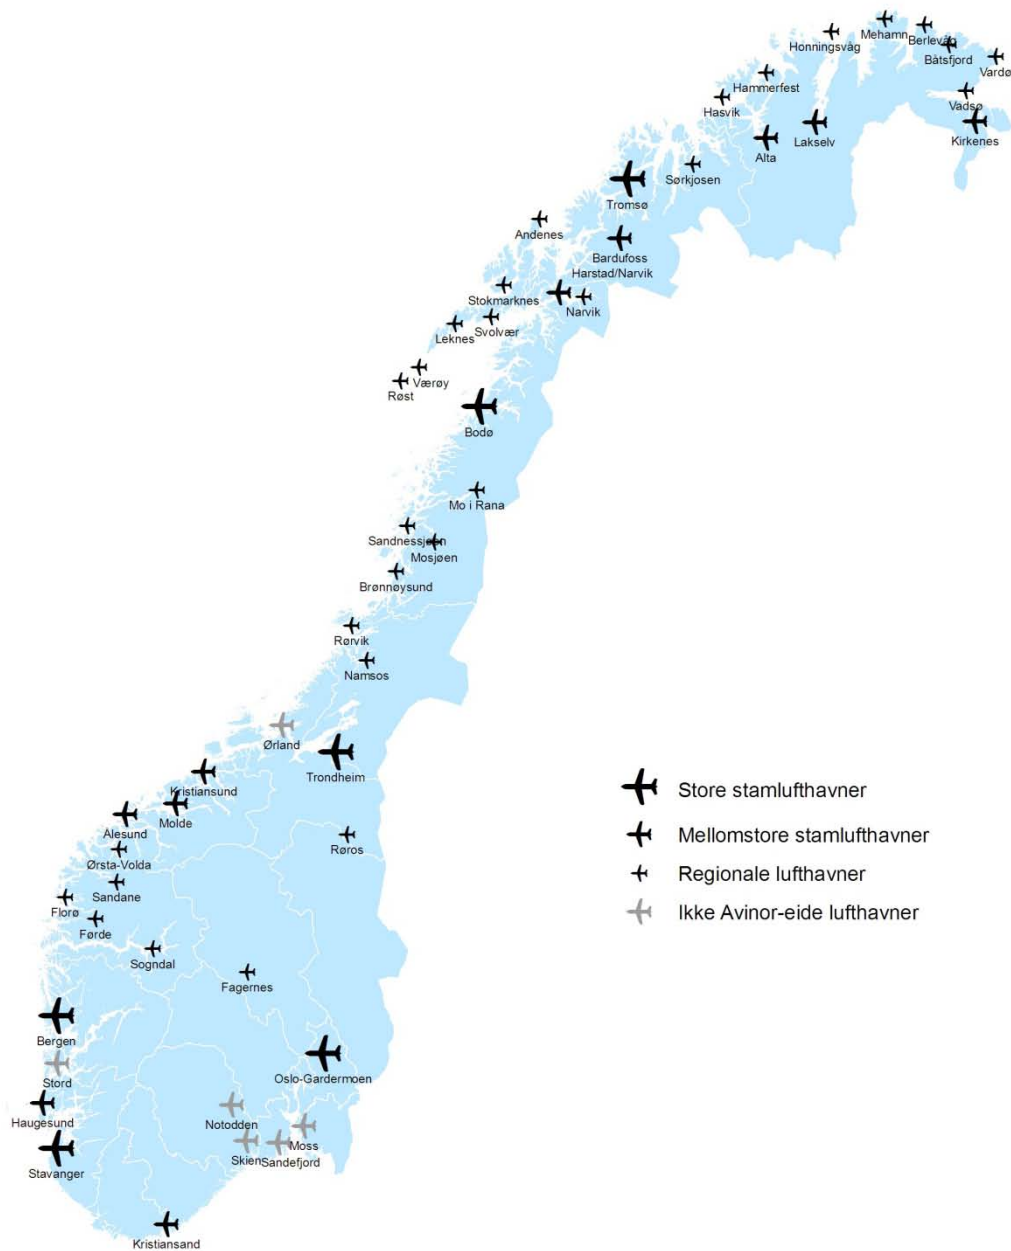 Mehamn
Berlevåg
Honningsvåg
Båtsfjord
Vardø
Hammerfest
Hasvik
Vadsø
Kirkenes
Lakselv
Alta
Sørkjosen
Tromsø
Andenes
Bardufoss
Harstad/Narvik
Stokmarknes
Narvik
Svolvær
Leknes
Værøy
Røst
Bodø
Mo i Rana
Sandnessjøen
Mosjøen
Brønnøysund
Rørvik
Namsos
Ørland
Trondheim
Kristiansund
Molde
Ålesund
Røros
Ørsta-Volda
Sandane
Florø
Førde
Sogndal
Fagernes
Bergen
Oslo-Gardermoen
Stord
Haugesund
Notodden
Moss
Skien
Sandefjord
Stavanger
Kristiansand
Store stamlufthavner
Mellomstore stamlufthavner
Regionale lufthavner
Ikke Avinor-eide lufthavner